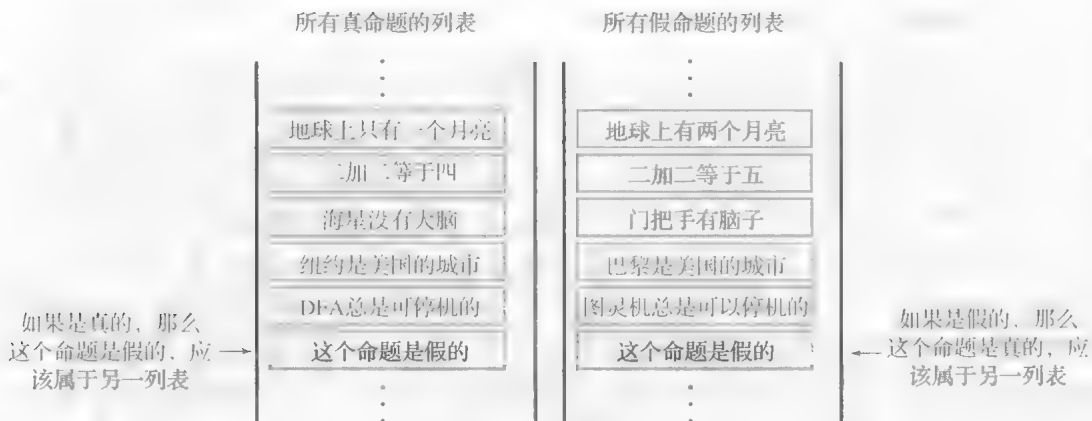 所有真命题的列表
所有假命题的列表
地球上只有一个月亮
地球上有两个月亮
二加二等于四
二加二等于五
海星没有大脑
门把手有脑子
纽约是美国的城市
巴黎是美国的城市
DFA总是可停机的
图灵机总是可以停机的
如果是真的，那么
这个命题是假的，应
该属于另一列表
这个命题是假的
这个命题是假的
如果是假的，那么
这个命题是真的，应
该属于另一列表